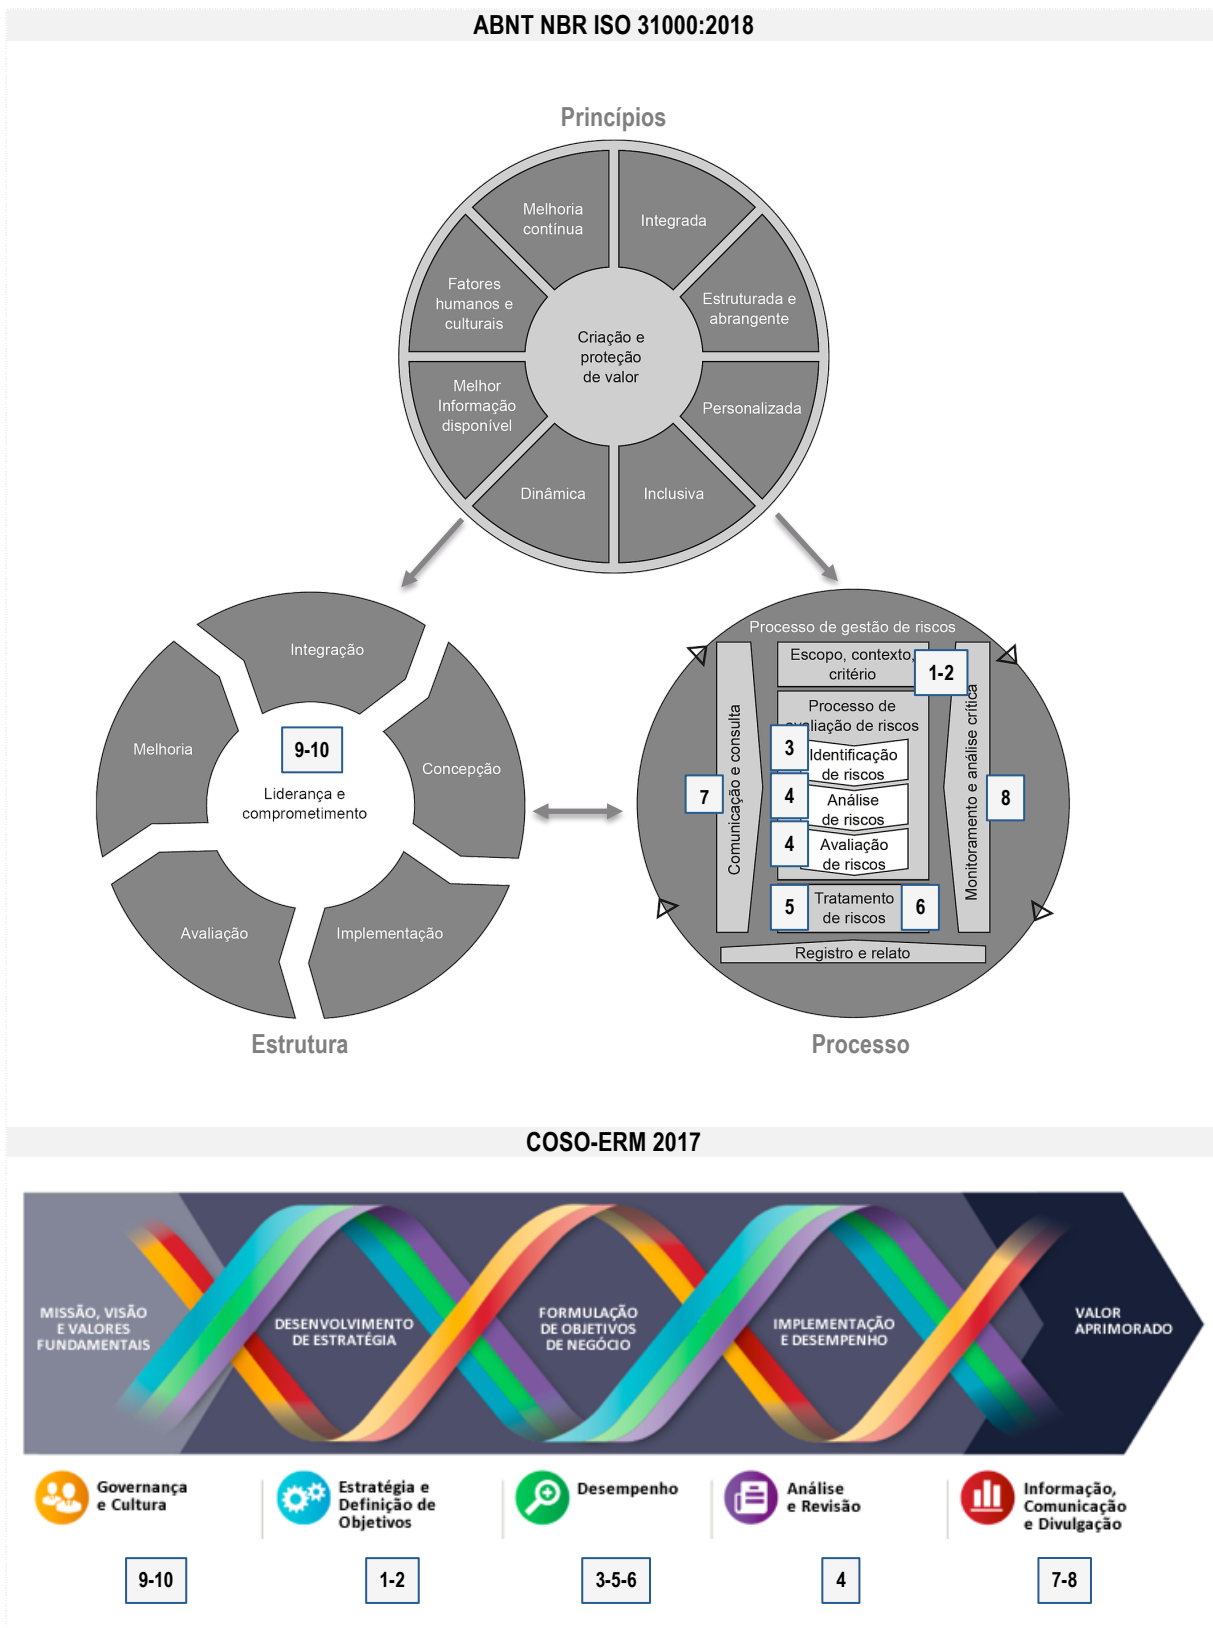 ABNT NBR ISO 31000:2018
Princípios
Melhoria
contínua
Integrada
Fatores
humanos e
culturais
Estruturada e
abrangente
Criação e
proteção
de valor
Melhor
Informação
disponível
Personalizada
Dinâmica
Inclusiva
Integração
Melhoria
9-10
Concepção
Liderança e
comprometimento
Avaliação
Implementação
Estrutura
Processo de gestão de riscos
Escopo, contexto,
critério
1-2
Processo de
avaliação de riscos
3
Identificação
de riscos
7
Comunicação e consulta
4
Análise
de riscos
Monitoramento e análise crítica
8
4
Avaliação
de riscos
5
Tratamento
de riscos
6
Registro e relato
Processo
COSO-ERM 2017
MISSÃO, VISÃO
E VALORES
FUNDAMENTAIS
DESENVOLVIMENTO
DE ESTRATÉGIA
FORMULAÇÃO
DE OBJETIVOS
DE NEGÓCIO
IMPLEMENTAÇÃO
E DESEMPENHO
VALOR
APRIMORADO
Governança
e Cultura
Estratégia e
Definição de
Objetivos
Desempenho
Análise
e Revisão
Informação,
Comunicação
e Divulgação
9-10
1-2
3-5-6
4
7-8